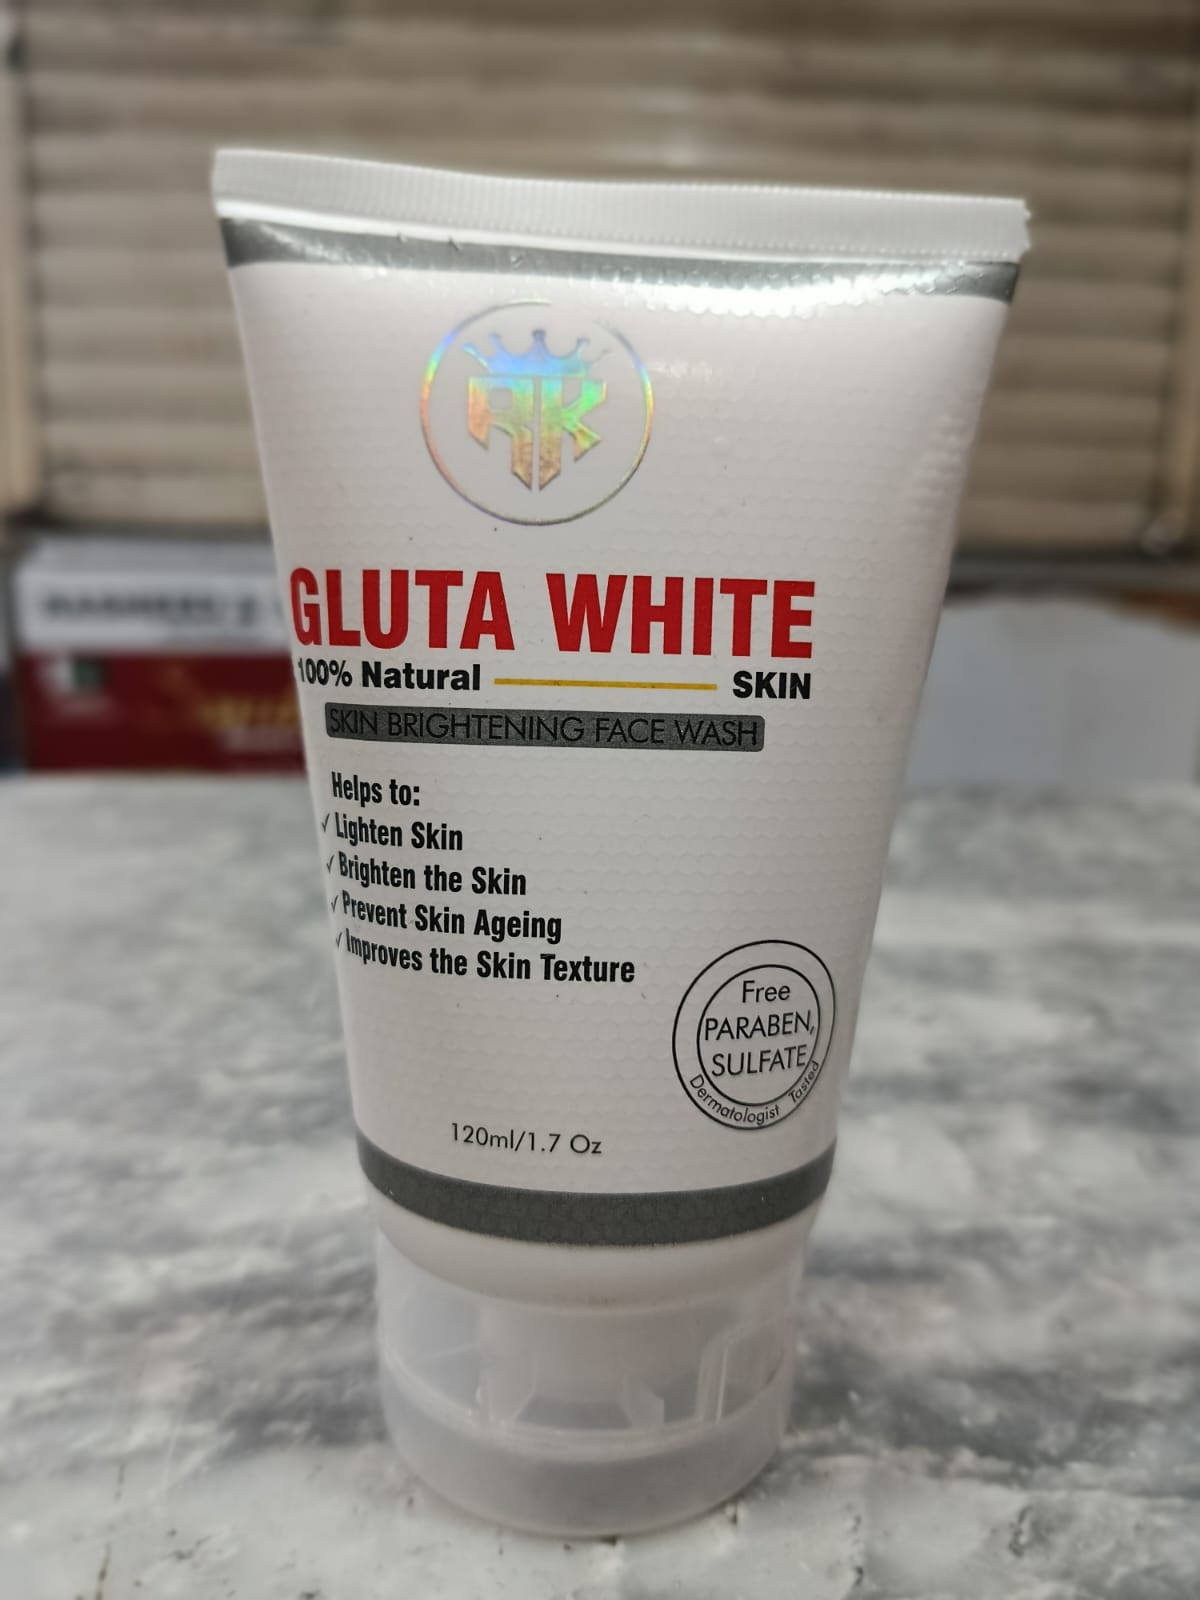 RK
GLUTA WHITE
100% Natural SKIN
SKIN BRIGHTENING FACE WASH
Helps to:
✓ Lighten Skin
✓ Brighten the Skin
✓ Prevent Skin Ageing
✓ Improves the Skin Texture
Free
PARABEN,
SULFATE
Dermatologist Tasted
120ml/1.7 Oz